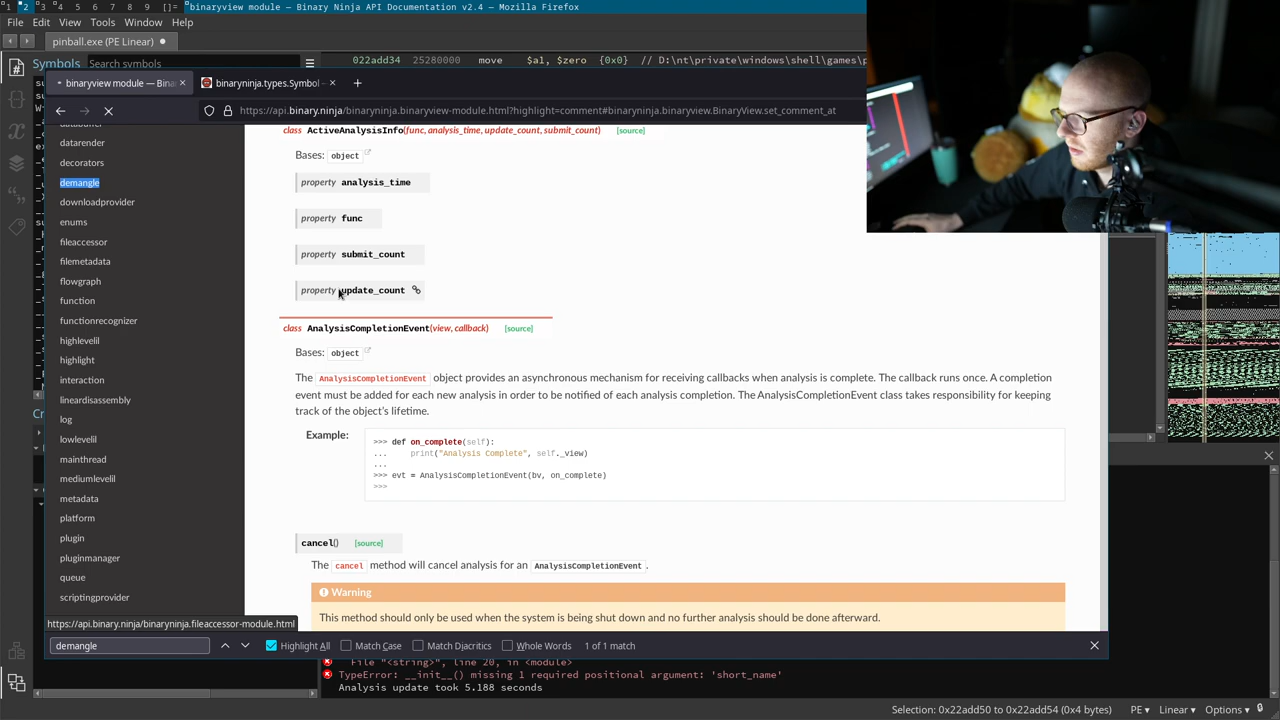 1 2 3 4 5 6 7 8 9 []= binaryview module — Binary Ninja API Documentation v2.4 — Mozilla Firefox
File Edit View Tools Window Help
pinball.exe (PE Linear)
Symbols Search symbols
022add34 25280000 move $a1, $zero {0x0} // D:\nt\private\windows\shell\games\p
binaryview module — Bina
binaryninja.types.Symbol -
https://api.binary.ninja/binaryninja.binaryview-module.html?highlight=comment#binaryninja.binaryview.BinaryView.set_comment_at
databuffer
datarender
decorators
demangle
downloadprovider
enums
fileaccessor
filemetadata
flowgraph
function
functionrecognizer
highlevelil
highlight
interaction
lineardisassembly
log
lowlevelil
mainthread
mediumlevelil
metadata
platform
plugin
pluginmanager
queue
scriptingprovider
class ActiveAnalysisInfo(func, analysis_time, update_count, submit_count) [source]
Bases: object
property analysis_time
property func
property submit_count
property update_count
class AnalysisCompletionEvent(view, callback) [source]
Bases: object
The AnalysisCompletionEvent object provides an asynchronous mechanism for receiving callbacks when analysis is complete. The callback runs once. A completion
event must be added for each new analysis in order to be notified of each analysis completion. The AnalysisCompletionEvent class takes responsibility for keeping
track of the object's lifetime.
Example:
>>> def on_complete(self):
... print("Analysis Complete", self._view)
...
>>> evt = AnalysisCompletionEvent(bv, on_complete)
>>>
cancel() [source]
The cancel method will cancel analysis for an AnalysisCompletionEvent.
Warning
This method should only be used when the system is being shut down and no further analysis should be done afterward.
https://api.binary.ninja/binaryninja.fileaccessor-module.html
demangle Highlight All Match Case Match Diacritics Whole Words 1 of 1 match
File "<string>", line 20, in <module>
TypeError: __init__() missing 1 required positional argument: 'short_name'
Analysis update took 5.188 seconds
Selection: 0x22add50 to 0x22add54 (0x4 bytes) PE Linear Options